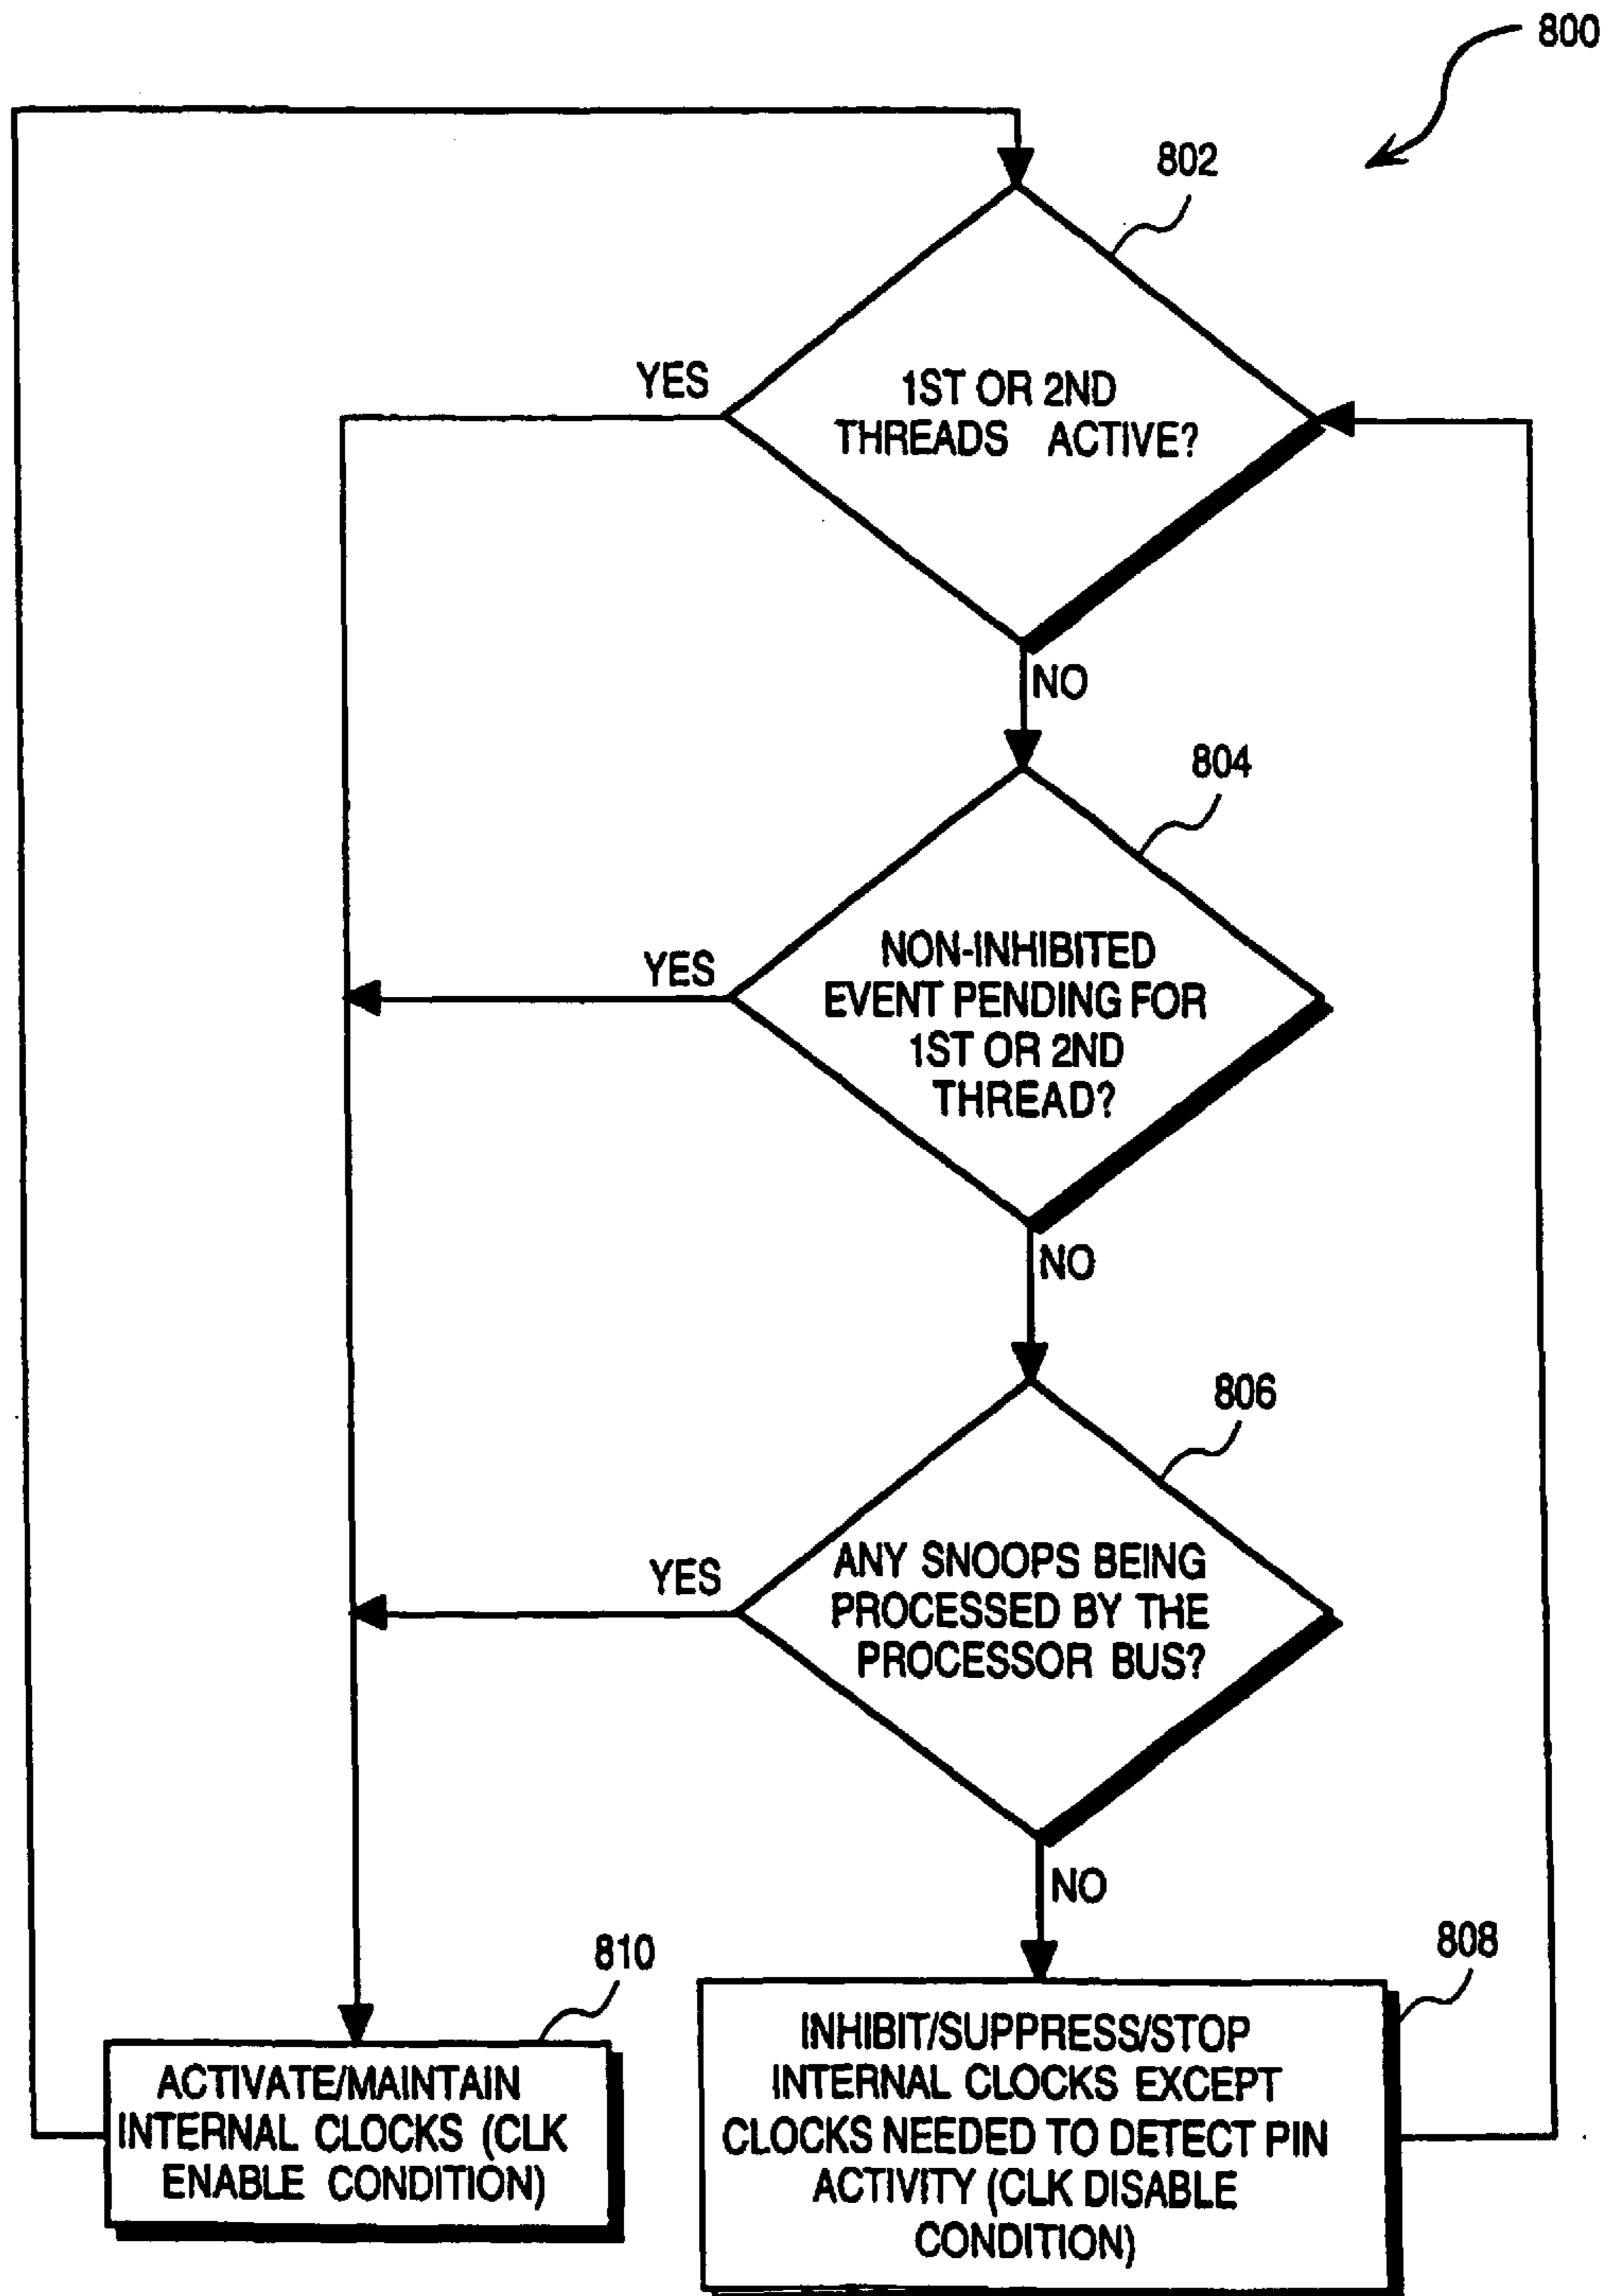 800
802
YES
1ST OR 2ND
THREADS ACTIVE?
NO
804
YES
NON-INHIBITED
EVENT PENDING FOR
1ST OR 2ND
THREAD?
NO
806
YES
ANY SNOOPS BEING
PROCESSED BY THE
PROCESSOR BUS?
NO
810
ACTIVATE/MAINTAIN
INTERNAL CLOCKS (CLK
ENABLE CONDITION)
808
INHIBIT/SUPPRESS/STOP
INTERNAL CLOCKS EXCEPT
CLOCKS NEEDED TO DETECT PIN
ACTIVITY (CLK DISABLE
CONDITION)